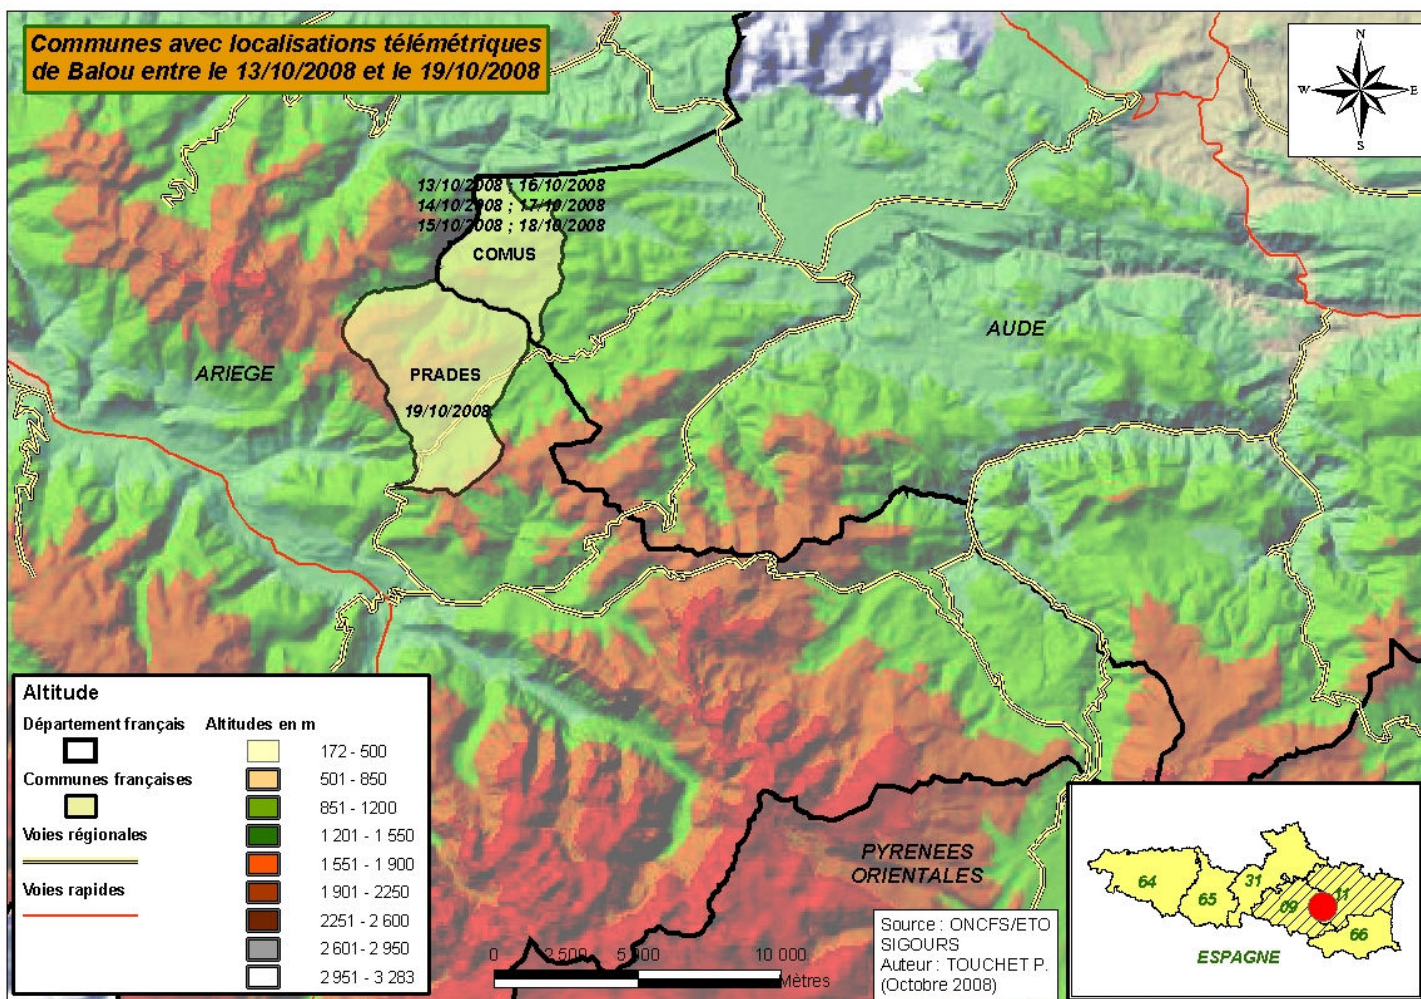 Communes avec localisations télémétriques
de Balou entre le 13/10/2008 et le 19/10/2008
N
W
E
S
13/10/2008 ; 16/10/2008
14/10/2008 ; 17/10/2008
15/10/2008 ; 18/10/2008
COMUS
AUDE
ARIEGE
PRADES
19/10/2008
PYRENEES
ORIENTALES
Altitude
Département français
Communes françaises
Voies régionales
Voies rapides
Altitudes en m
172 - 500
501 - 850
851 - 1200
1 201 - 1 550
1 551 - 1 900
1 901 - 2250
2251 - 2 600
2 601 - 2 950
2 951 - 3 283
0 2 500 5 000 10 000
Mètres
Source : ONCFS/ETO
SIGOURS
Auteur : TOUCHET P.
(Octobre 2008)
64
65
31
09
11
66
ESPAGNE